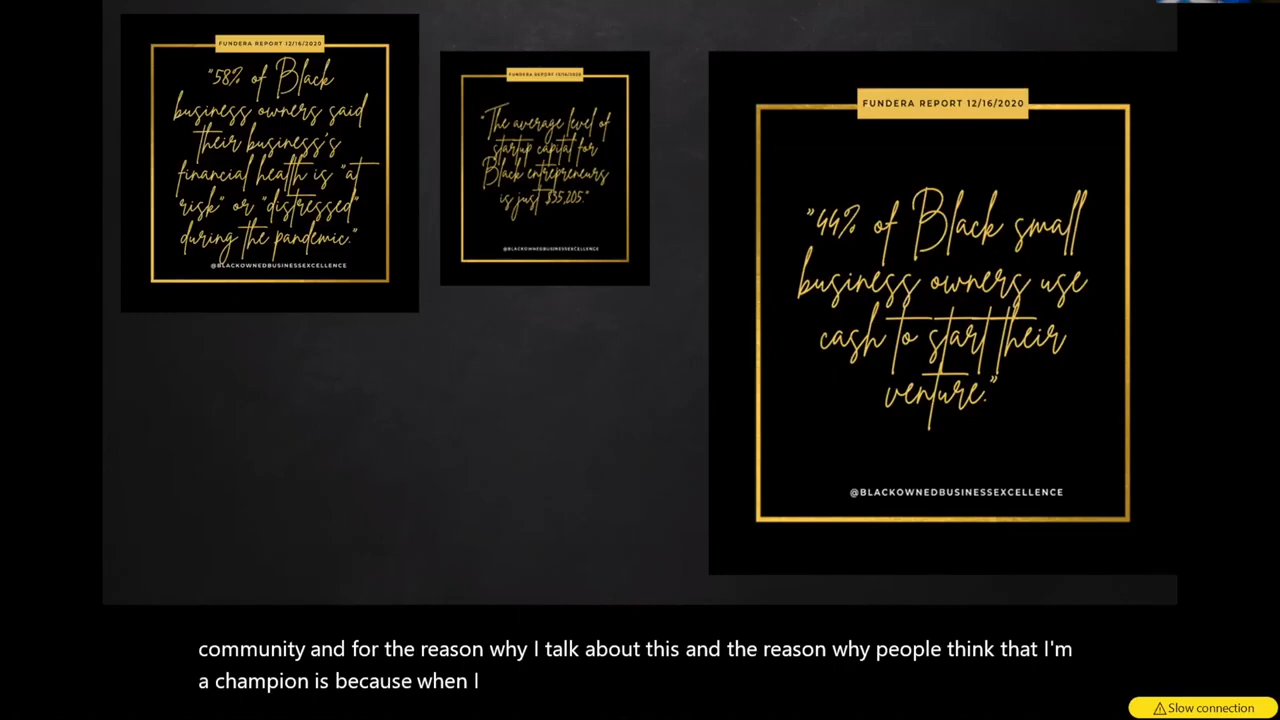 FUNDERA REPORT 12/16/2020
"58% of Black
business owners said
their business's
financial health is "at
risk" or "distressed"
during the pandemic."
@BLACKOWNEDBUSINESSEXCELLENCE
FUNDERA REPORT 12/16/2020
"The average level of
startup capital for
Black entrepreneurs
is just $35,205."
@BLACKOWNEDBUSINESSEXCELLENCE
FUNDERA REPORT 12/16/2020
"44% of Black small
business owners use
cash to start their
venture."
@BLACKOWNEDBUSINESSEXCELLENCE
community and for the reason why I talk about this and the reason why people think that I'm
a champion is because when I
Slow connection